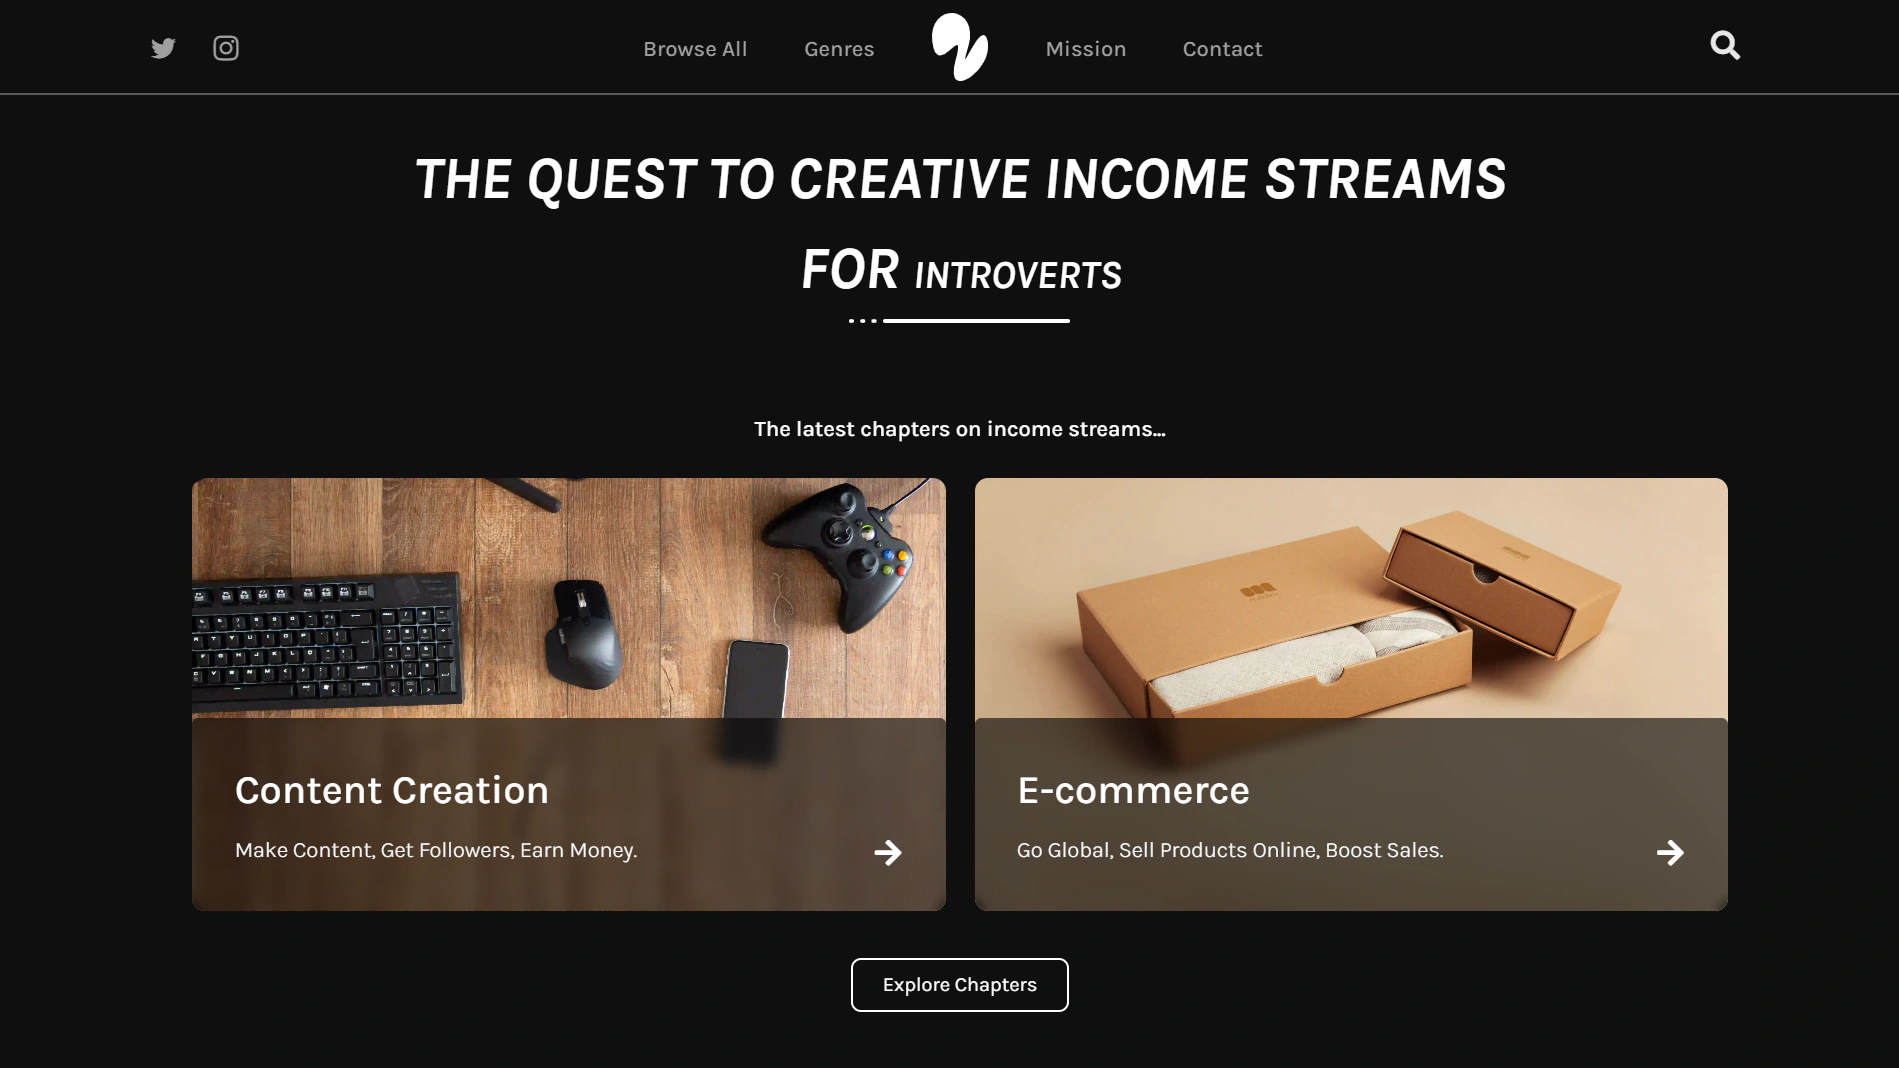 Browse All
Genres
Mission
Contact
THE QUEST TO CREATIVE INCOME STREAMS
FOR INTROVERTS
The latest chapters on income streams...
Content Creation
Make Content, Get Followers, Earn Money.
E-commerce
Go Global, Sell Products Online, Boost Sales.
Explore Chapters